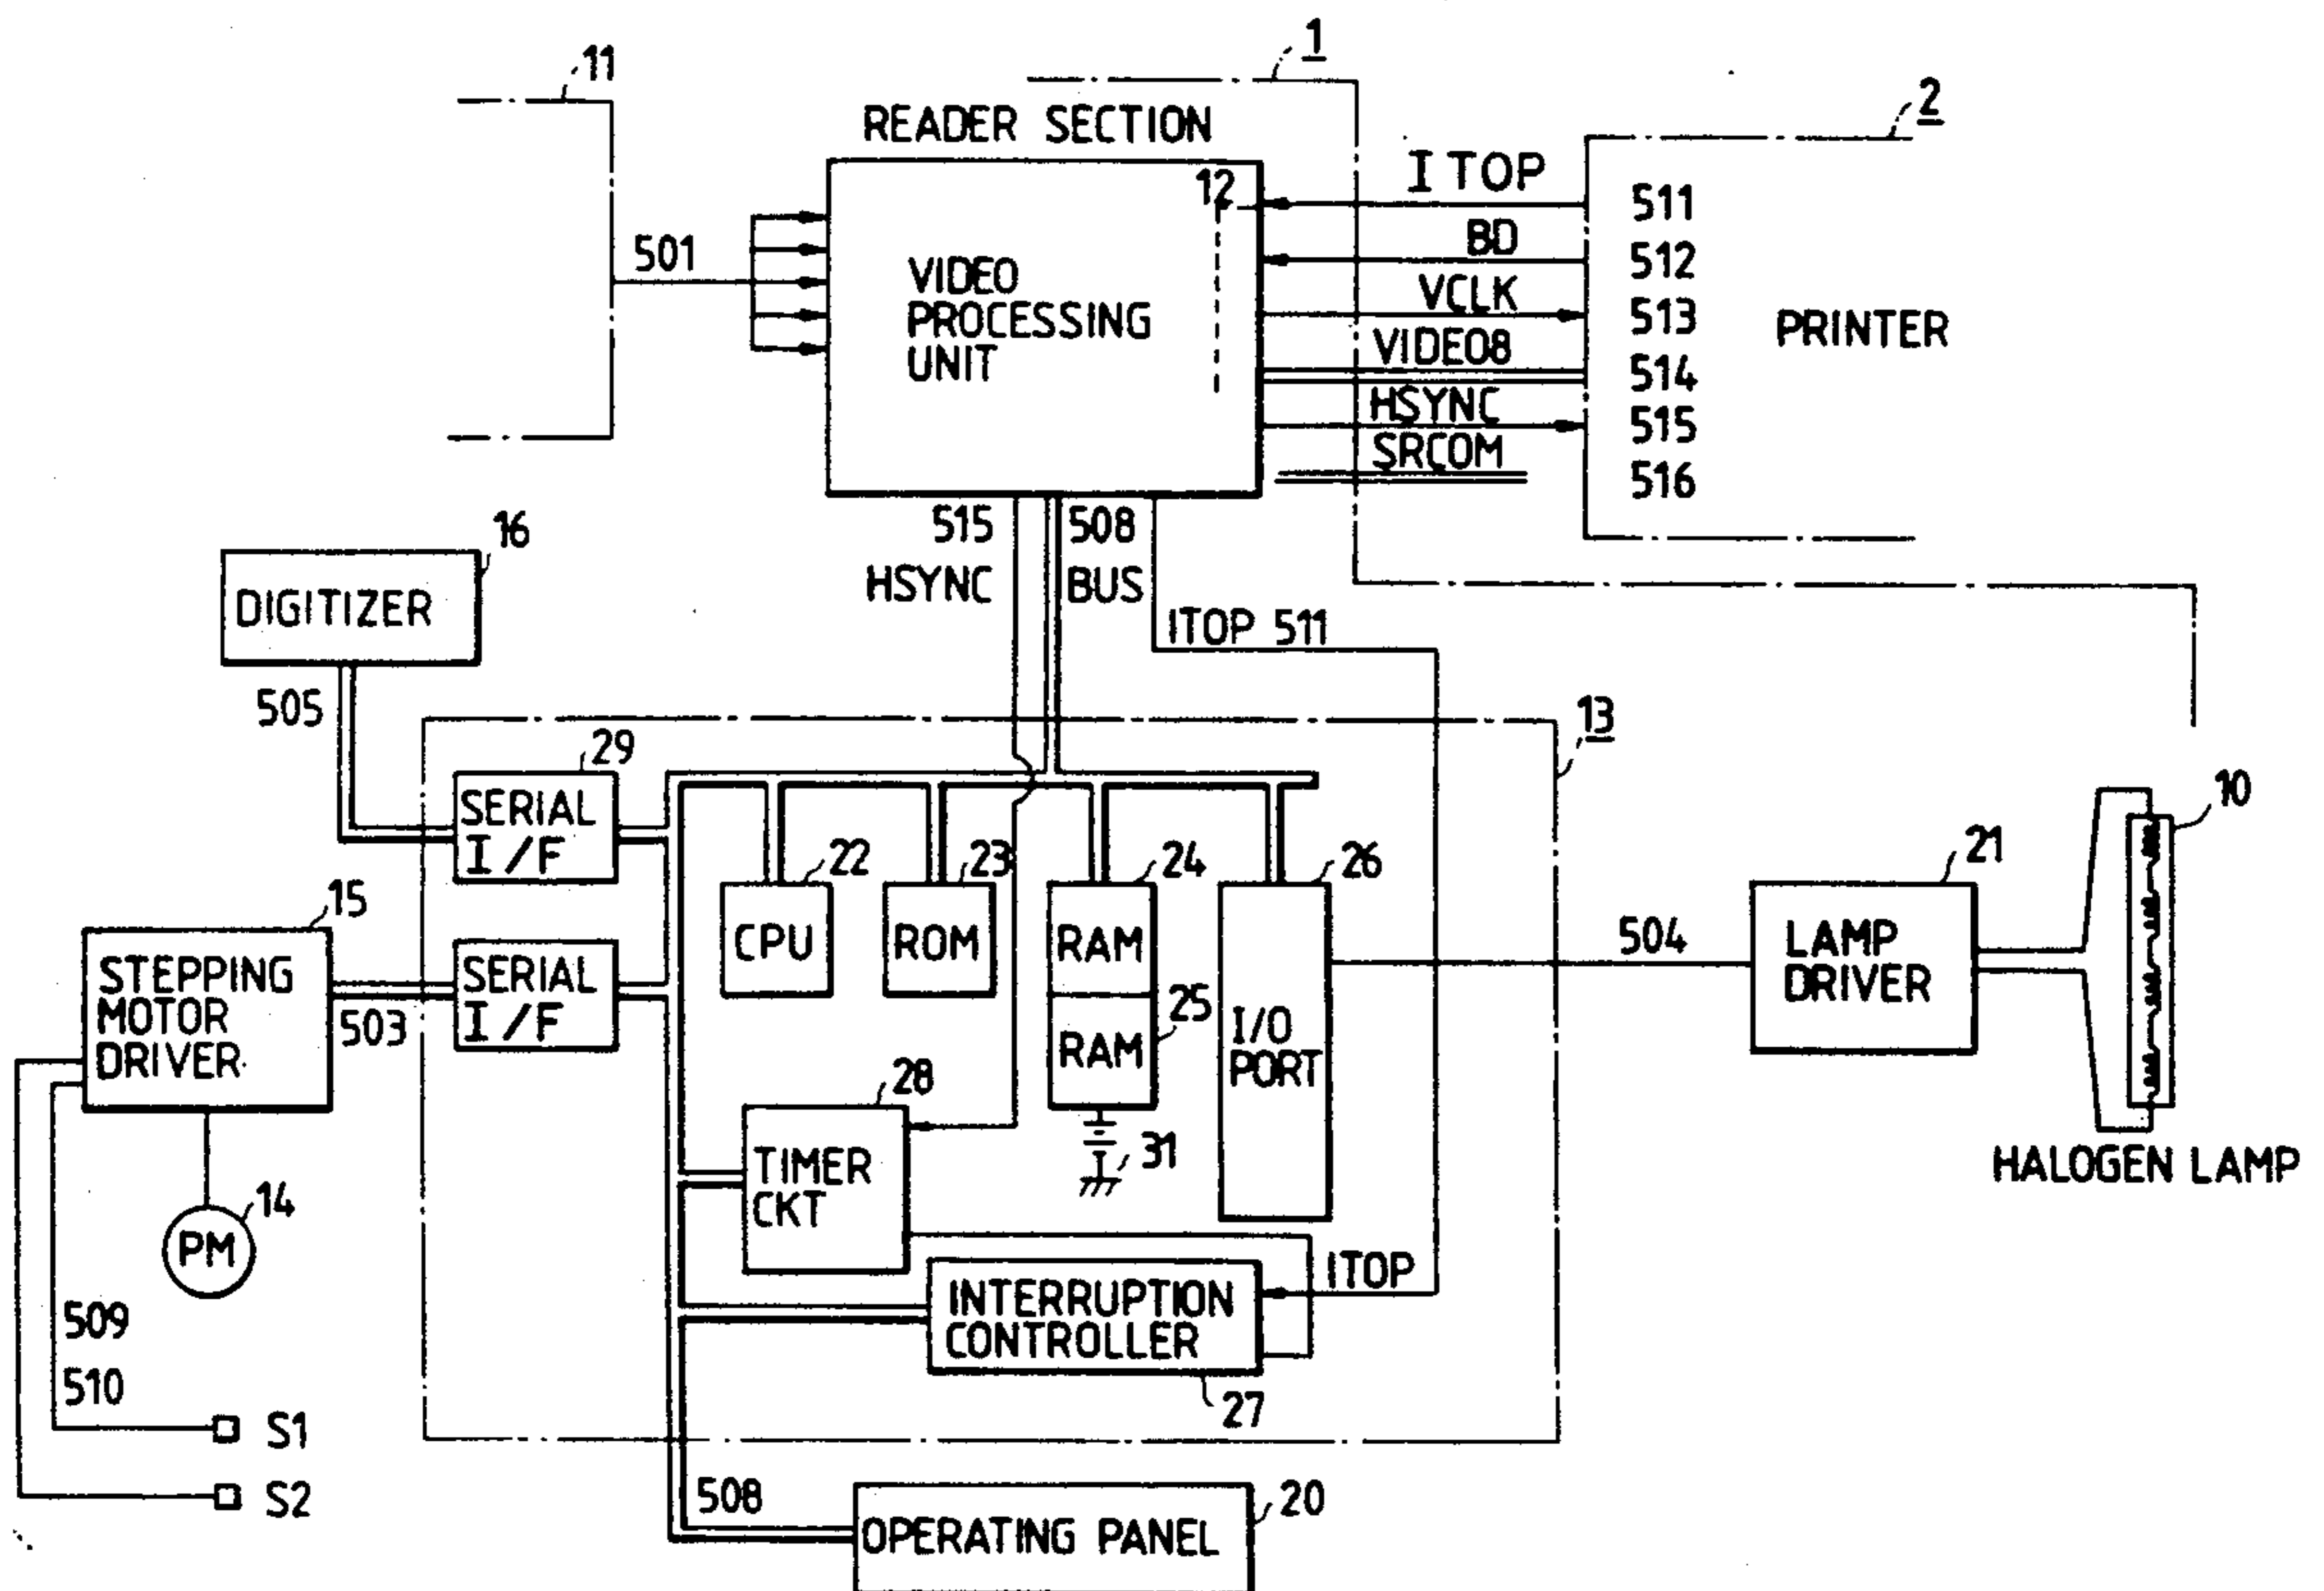 11
1
READER SECTION
2
12
I TOP
511
BD
512
501
VIDEO
PROCESSING
UNIT
VCLK
513
PRINTER
VIDEO8
514
HSYNC
515
SRCOM
516
515
HSYNC
508
BUS
ITOP 511
16
DIGITIZER
505
13
29
SERIAL
I/F
10
22
CPU
23
ROM
24
RAM
25
RAM
26
I/O
PORT
21
LAMP
DRIVER
504
15
STEPPING
MOTOR
DRIVER
503
SERIAL
I/F
28
TIMER
CKT
31
HALOGEN LAMP
14
PM
ITOP
INTERRUPTION
CONTROLLER
27
509
510
S1
S2
508
OPERATING PANEL
20